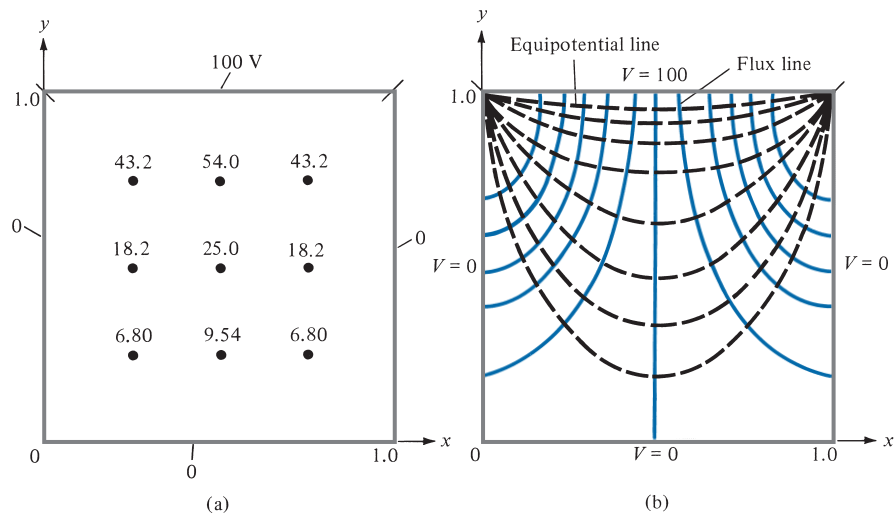 y
100 V
1.0
43.2 54.0 43.2
0
0
18.2 25.0 18.2
6.80 9.54 6.80
0
0
1.0
x
(a)
y
Equipotential line
V = 100
Flux line
1.0
V = 0
V = 0
0
V = 0
1.0
x
(b)